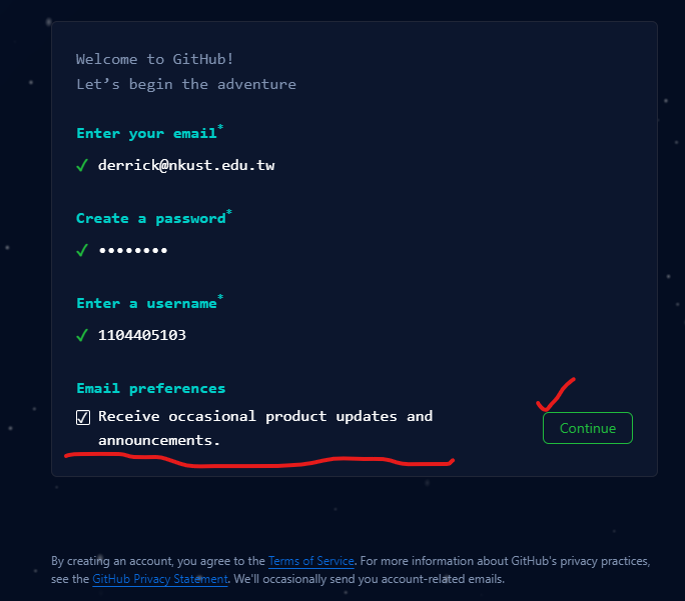 Welcome to GitHub!
Let’s begin the adventure
Enter your email*
✓ derrick@nkust.edu.tw
Create a password*
✓ ••••••••
Enter a username*
✓ 1104405103
Email preferences
☑ Receive occasional product updates and
announcements.
Continue
By creating an account, you agree to the Terms of Service. For more information about GitHub's privacy practices,
see the GitHub Privacy Statement. We'll occasionally send you account-related emails.